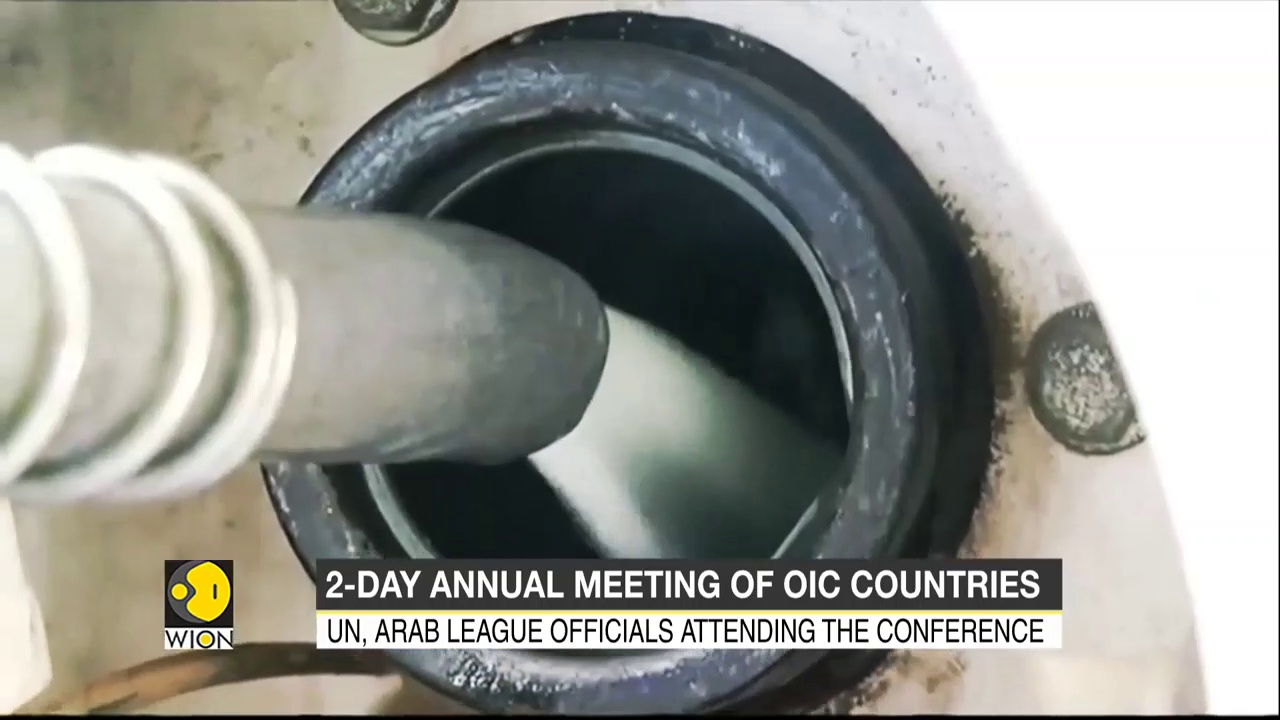 2-DAY ANNUAL MEETING OF OIC COUNTRIES
UN, ARAB LEAGUE OFFICIALS ATTENDING THE CONFERENCE
WION